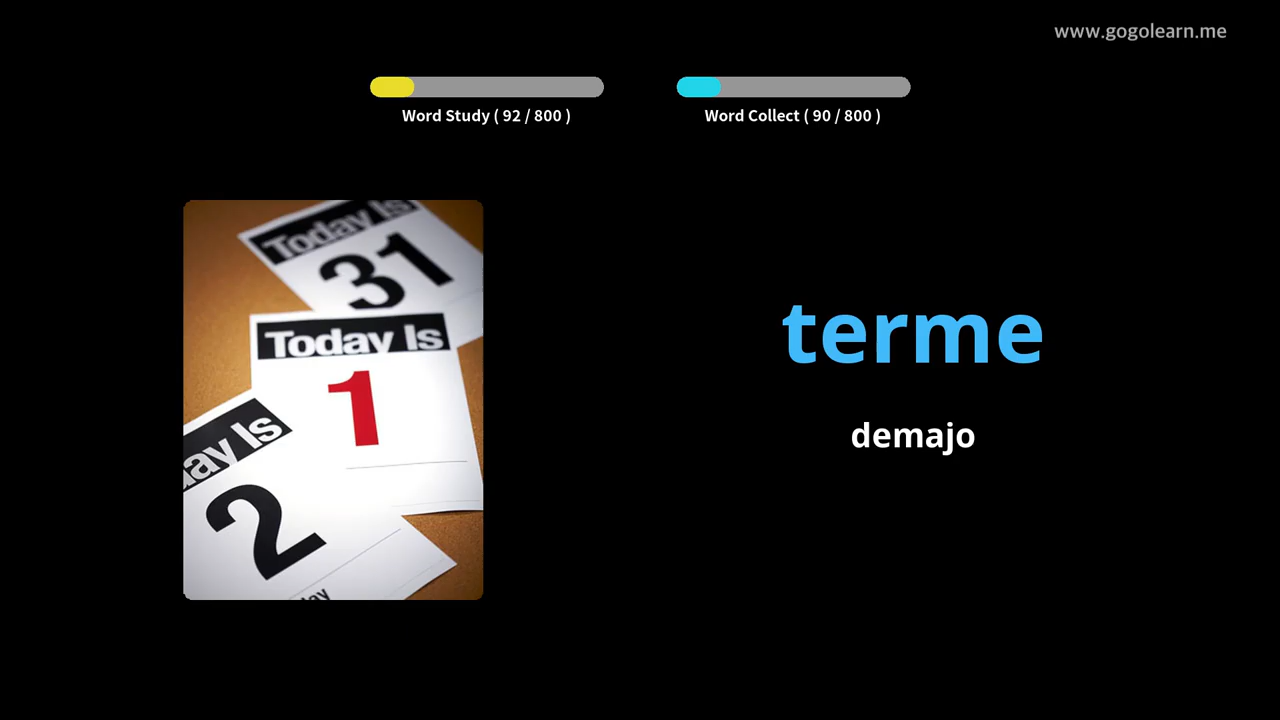 www.gogolearn.me
Word Study ( 92 / 800 )
Word Collect ( 90 / 800 )
Today Is
31
Today Is
1
ay Is
2
terme
demajo